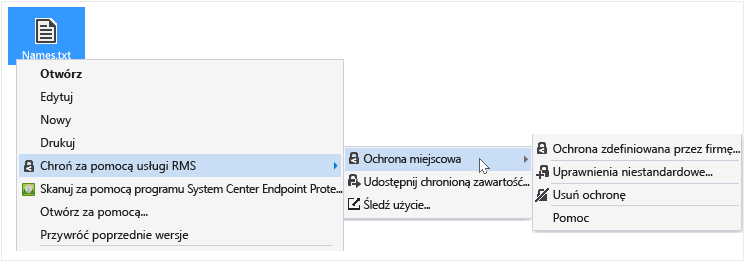 Names.txt
Otwórz
Edytuj
Nowy
Drukuj
Chroń za pomocą usługi RMS
Skanuj za pomocą programu System Center Endpoint Prote...
Otwórz za pomocą...
Przywróć poprzednie wersje
Ochrona miejscowa
Udostępnij chronioną zawartość...
Śledź użycie...
Ochrona zdefiniowana przez firmę...
Uprawnienia niestandardowe...
Usuń ochronę
Pomoc